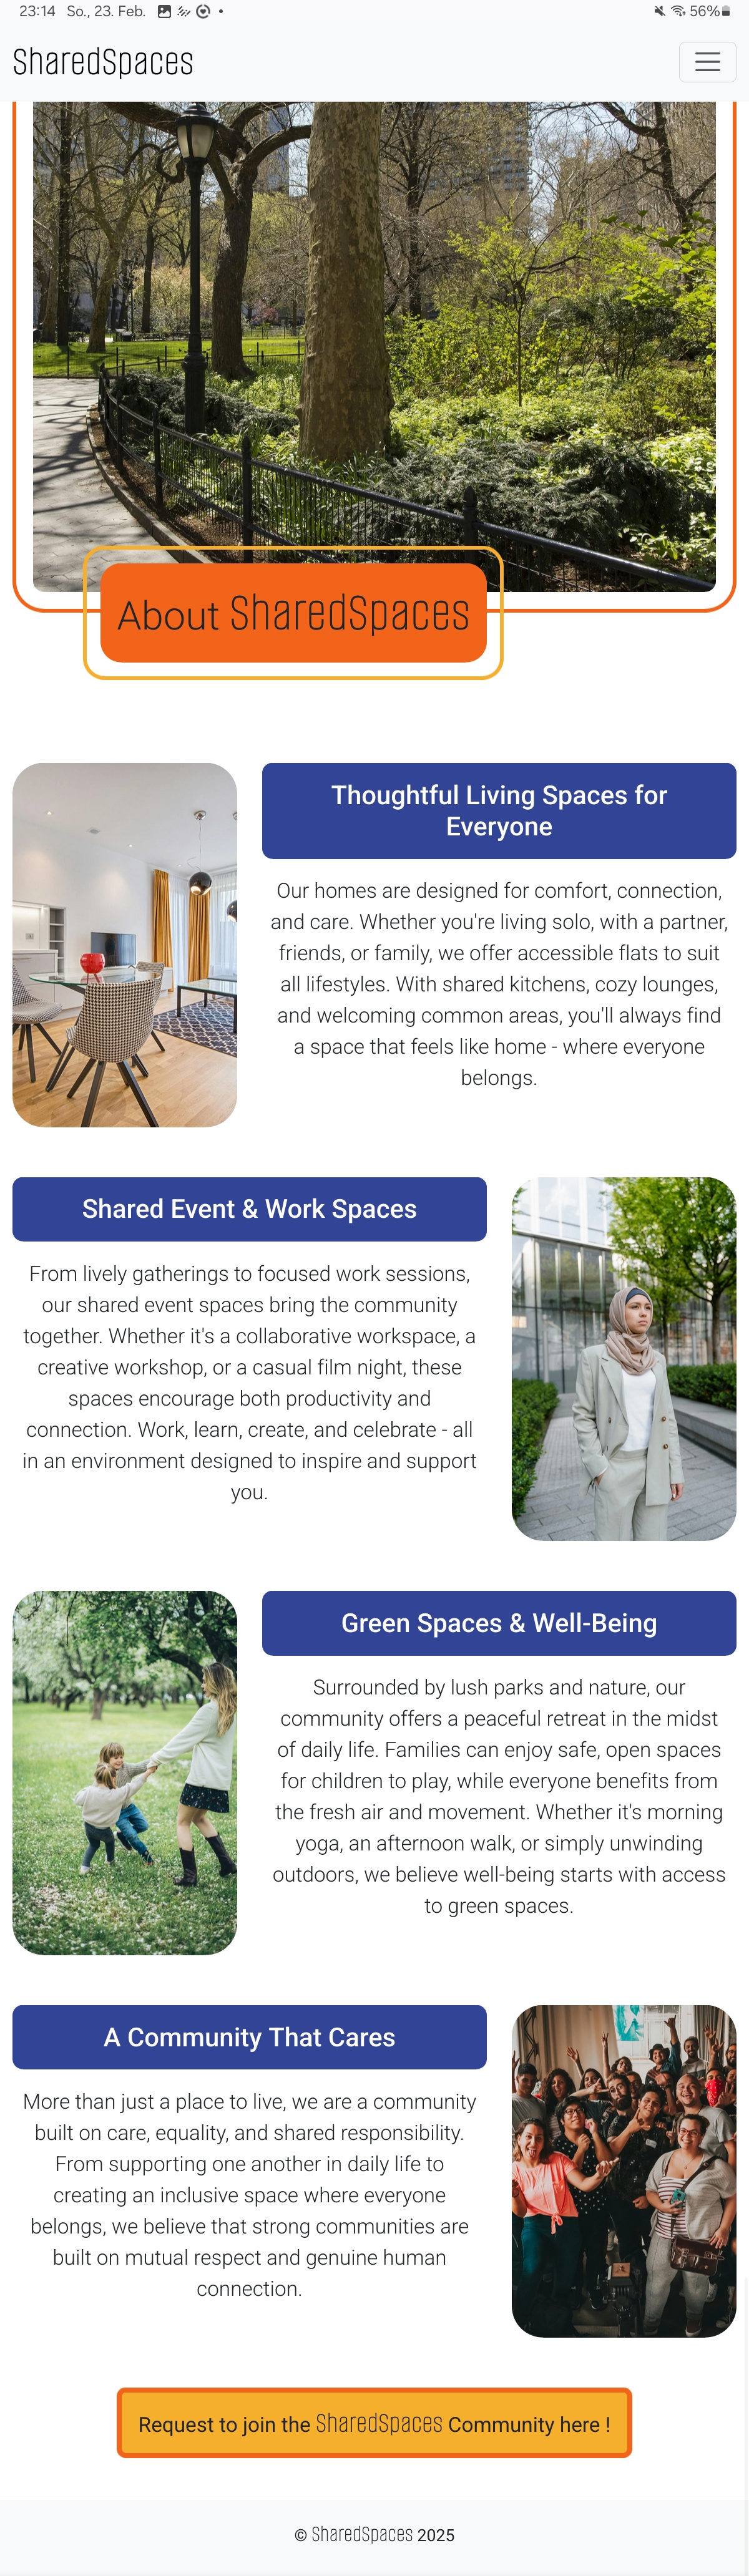 23:14 So., 23. Feb. • 56%
SharedSpaces
About SharedSpaces
Thoughtful Living Spaces for
Everyone
Our homes are designed for comfort, connection,
and care. Whether you're living solo, with a partner,
friends, or family, we offer accessible flats to suit
all lifestyles. With shared kitchens, cozy lounges,
and welcoming common areas, you'll always find
a space that feels like home - where everyone
belongs.
Shared Event & Work Spaces
From lively gatherings to focused work sessions,
our shared event spaces bring the community
together. Whether it's a collaborative workspace, a
creative workshop, or a casual film night, these
spaces encourage both productivity and
connection. Work, learn, create, and celebrate - all
in an environment designed to inspire and support
you.
Green Spaces & Well-Being
Surrounded by lush parks and nature, our
community offers a peaceful retreat in the midst
of daily life. Families can enjoy safe, open spaces
for children to play, while everyone benefits from
the fresh air and movement. Whether it's morning
yoga, an afternoon walk, or simply unwinding
outdoors, we believe well-being starts with access
to green spaces.
A Community That Cares
More than just a place to live, we are a community
built on care, equality, and shared responsibility.
From supporting one another in daily life to
creating an inclusive space where everyone
belongs, we believe that strong communities are
built on mutual respect and genuine human
connection.
Request to join the SharedSpaces Community here !
© SharedSpaces 2025